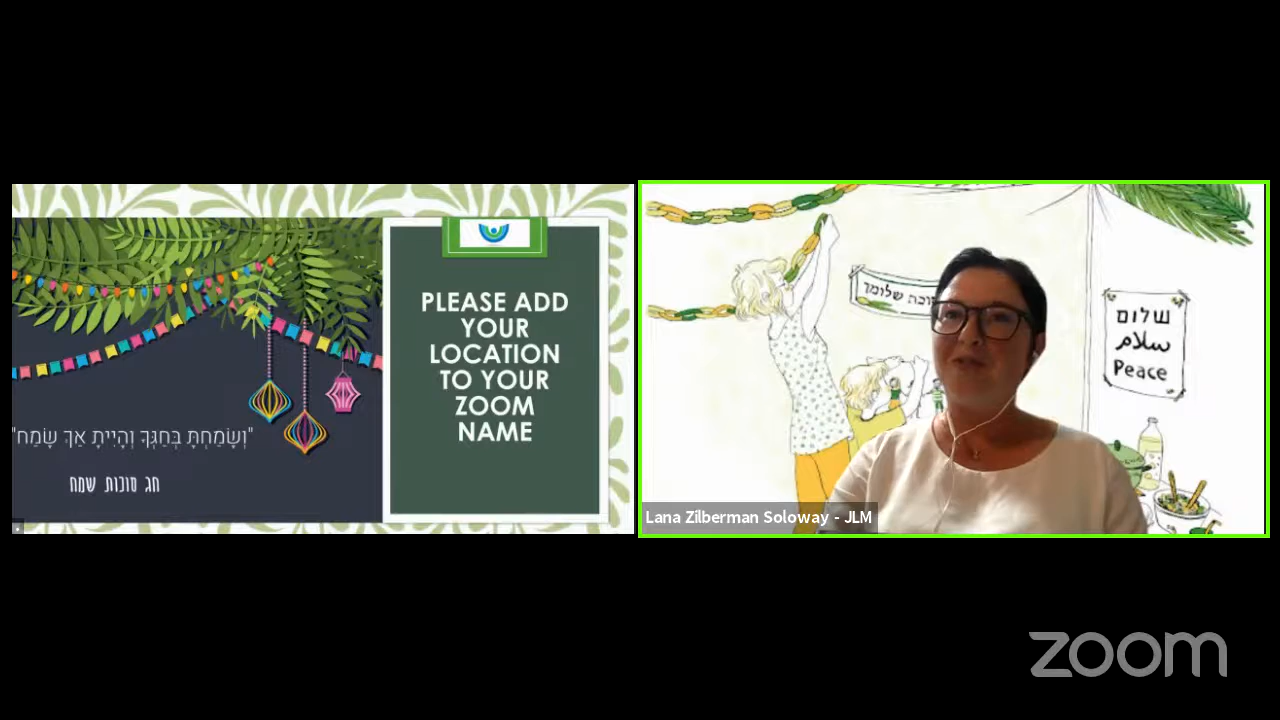 PLEASE ADD
YOUR
LOCATION
TO YOUR
ZOOM
NAME
"וְשָׂמַחְתָּ בְּחַגֶּךָ וְהָיִיתָ אַךְ שָׂמֵחַ"
חג סוכות שמח
שלומך
שלום
سلام
Peace
Lana Zilberman Soloway - JLM
zoom